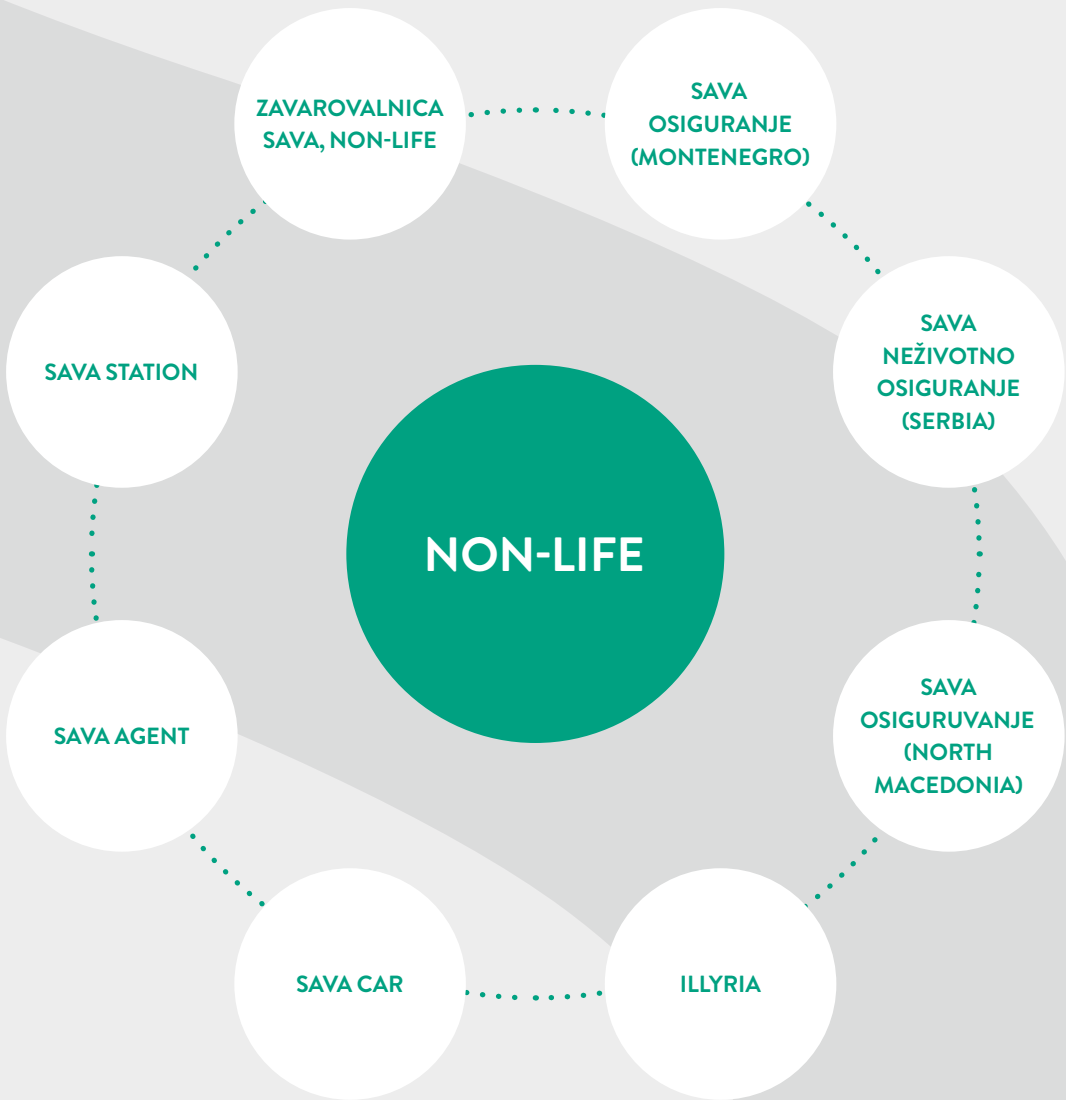 ZAVAROVALNICA
SAVA, NON-LIFE
SAVA
OSIGURANJE
(MONTENEGRO)
SAVA STATION
SAVA
NEŽIVOTNO
OSIGURANJE
(SERBIA)
NON-LIFE
SAVA AGENT
SAVA
OSIGURUVANJE
(NORTH
MACEDONIA)
SAVA CAR
ILLYRIA